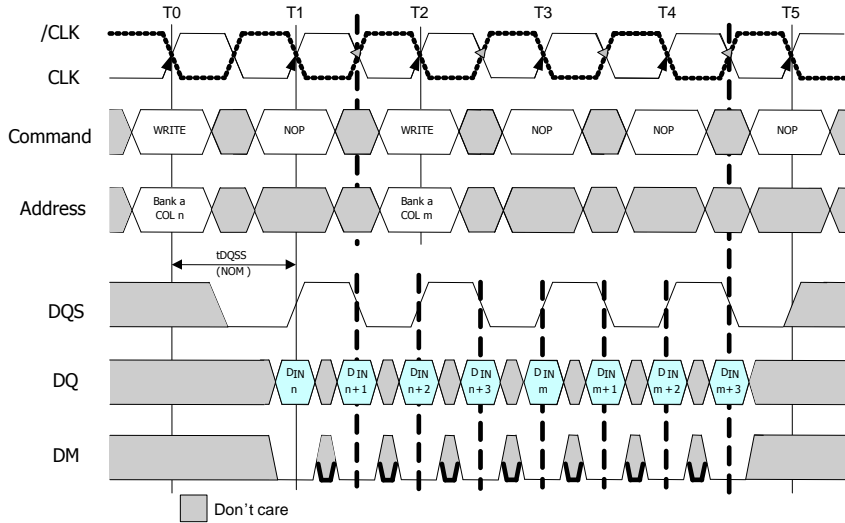 T0 T1 T2 T3 T4 T5
/CLK
CLK
Command
WRITE NOP WRITE NOP NOP NOP
Address
Bank a
COL n
Bank a
COL m
tDQSS
(NOM )
DQS
DQ
DIN
n
DIN
n+1
DIN
n+2
DIN
n+3
DIN
m
DIN
m+1
DIN
m+2
DIN
m+3
DM
Don't care